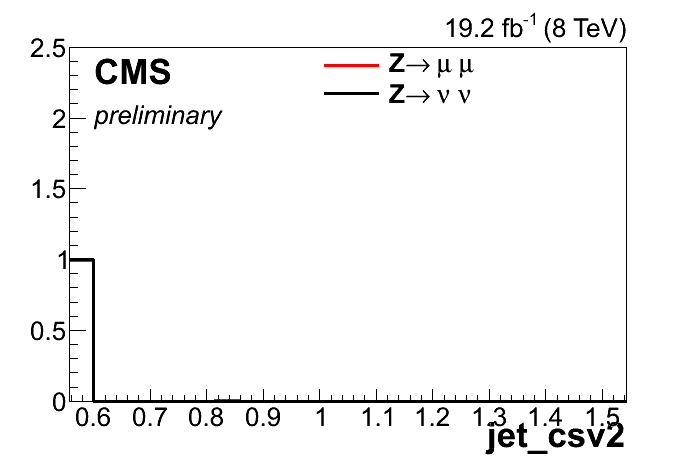 19.2 fb-1 (8 TeV)
2.5
CMS
Z→ μ μ
Z→ ν ν
preliminary
2
1.5
1
0.5
0
0.6 0.7 0.8 0.9 1 1.1 1.2 1.3 1.4 1.5
jet_csv2